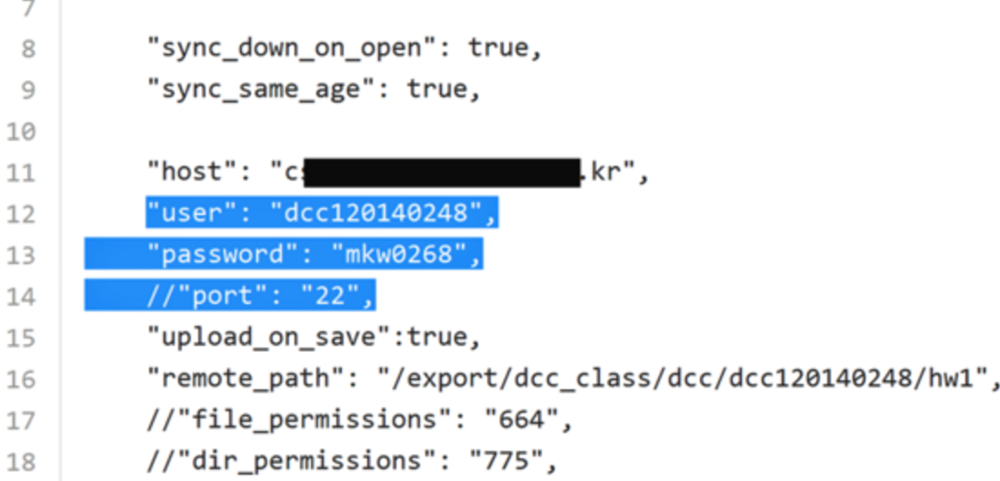 7
8 "sync_down_on_open": true,
9 "sync_same_age": true,
10
11 "host": "c .kr",
12 "user": "dcc120140248",
13 "password": "mkw0268",
14 //"port": "22",
15 "upload_on_save":true,
16 "remote_path": "/export/dcc_class/dcc/dcc120140248/hw1",
17 //"file_permissions": "664",
18 //"dir_permissions": "775",